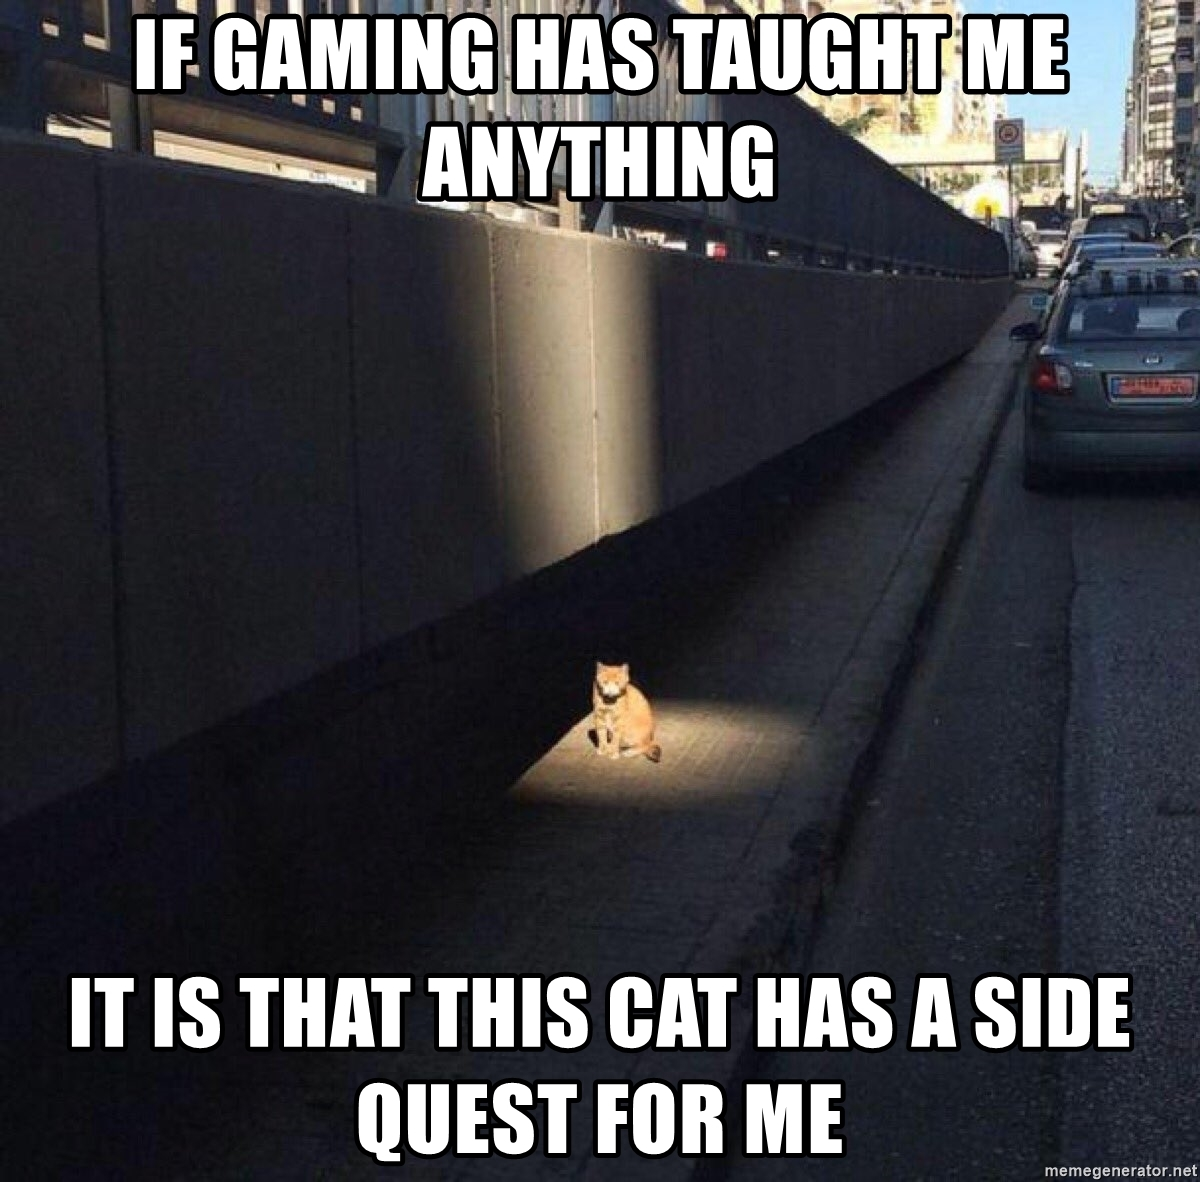 IF GAMING HAS TAUGHT ME
ANYTHING
IT IS THAT THIS CAT HAS A SIDE
QUEST FOR ME
memegenerator.net